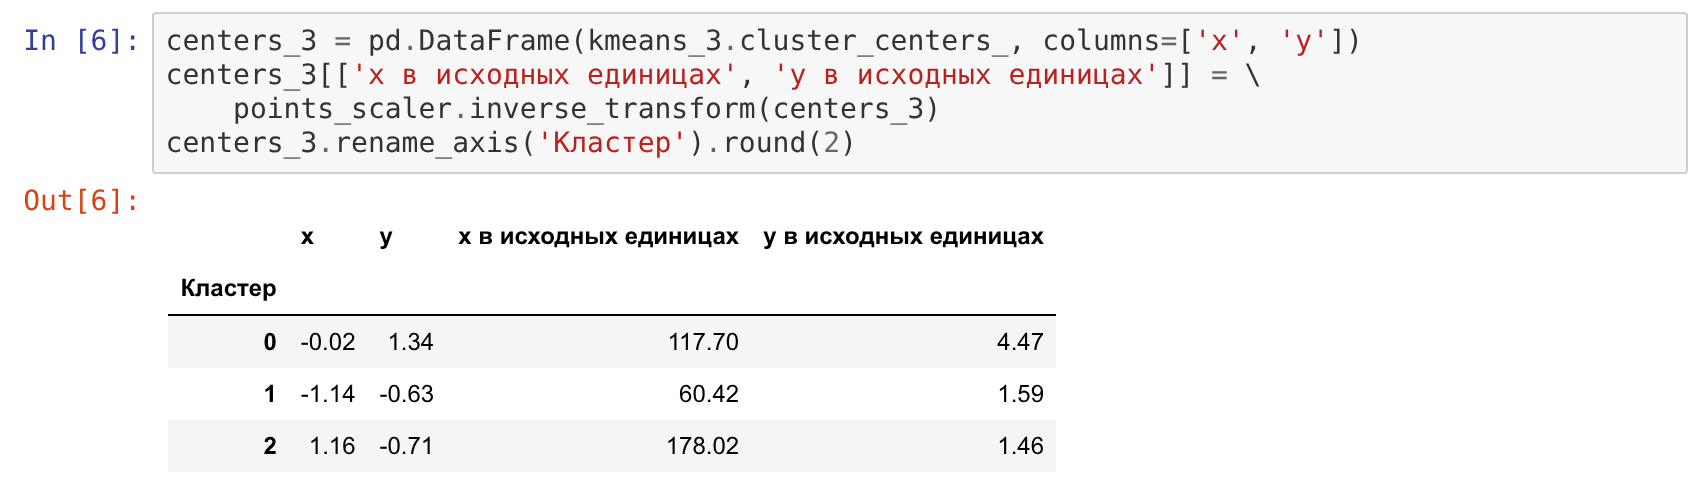 In [6]: centers_3 = pd.DataFrame(kmeans_3.cluster_centers_, columns=['x', 'y'])
centers_3[['x в исходных единицах', 'y в исходных единицах']] = \
    points_scaler.inverse_transform(centers_3)
centers_3.rename_axis('Кластер').round(2)
Out[6]:
x y x в исходных единицах y в исходных единицах
Кластер
0 -0.02 1.34 117.70 4.47
1 -1.14 -0.63 60.42 1.59
2 1.16 -0.71 178.02 1.46